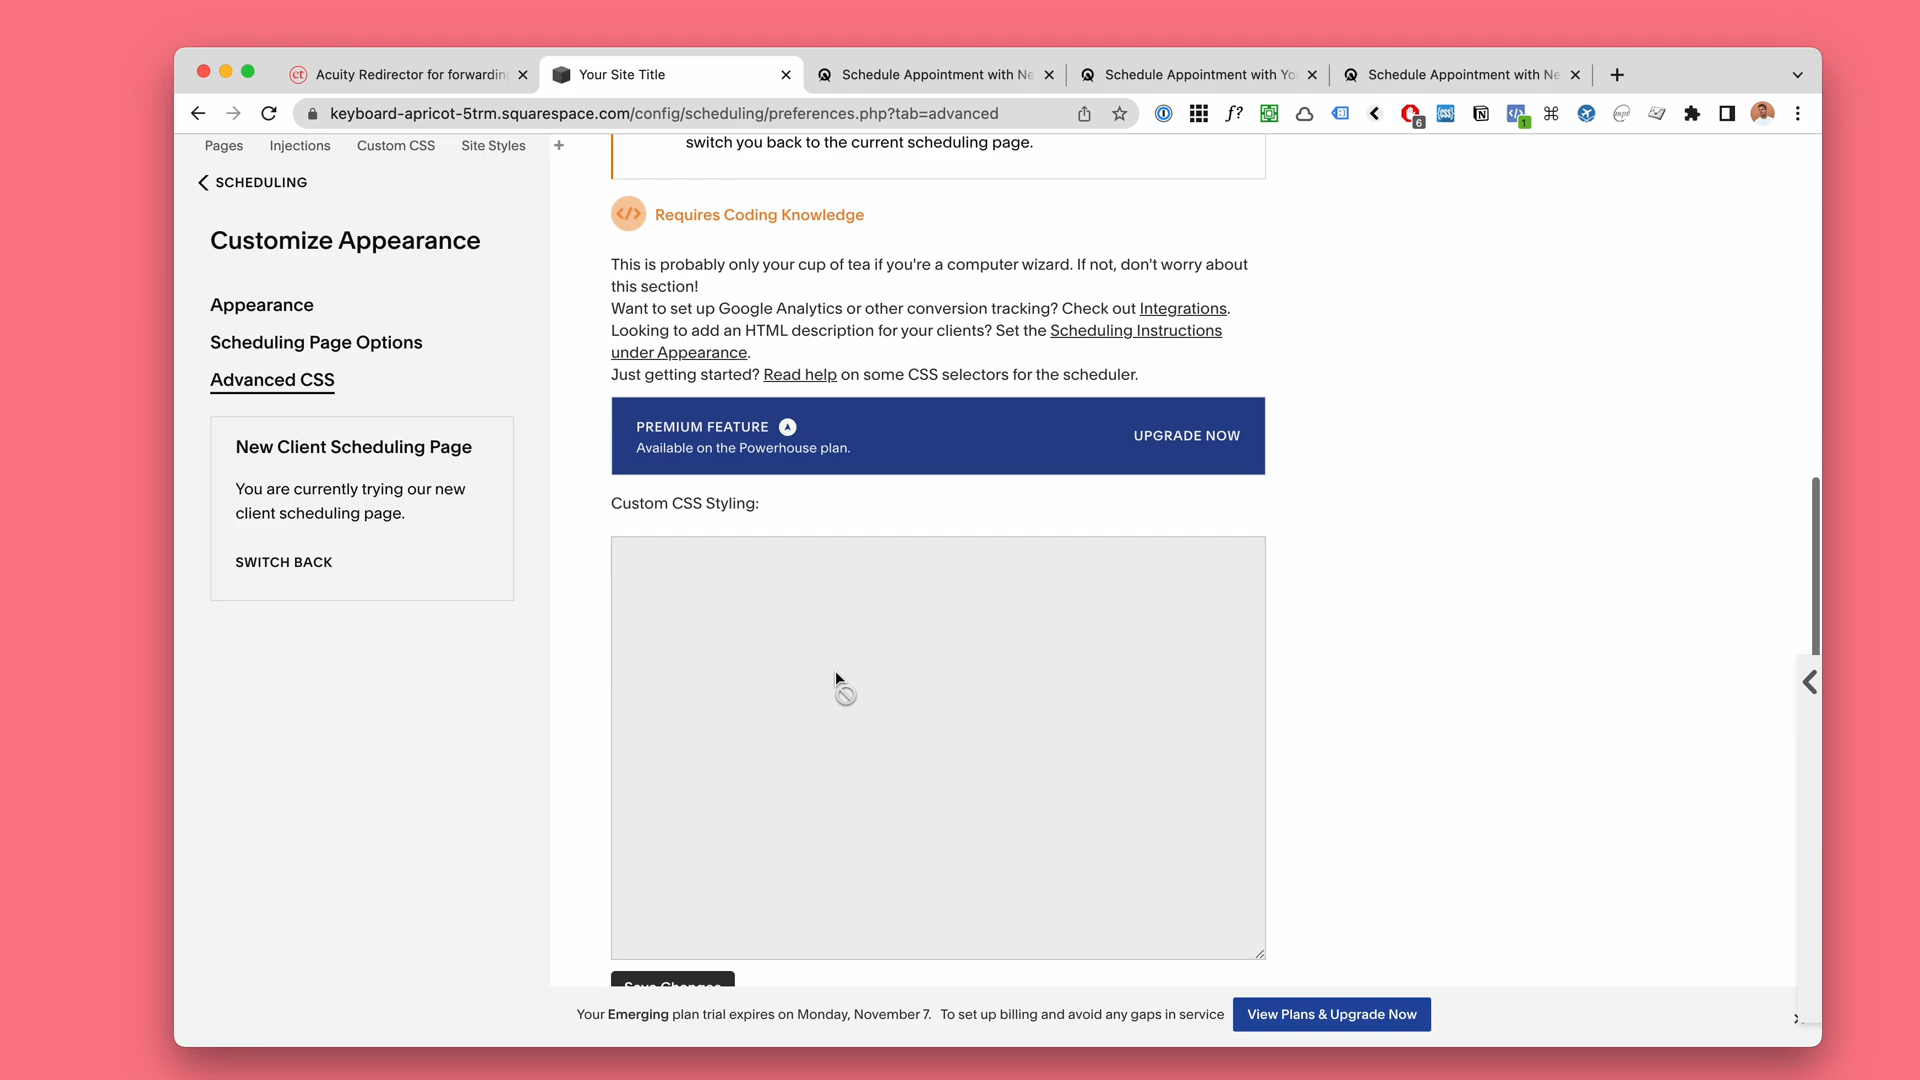 Acuity Redirector for forwardin
Your Site Title
Schedule Appointment with Ne
Schedule Appointment with Yo
Schedule Appointment with Ne
keyboard-apricot-5trm.squarespace.com/config/scheduling/preferences.php?tab=advanced
6
1
Pages
Injections
Custom CSS
Site Styles
switch you back to the current scheduling page.
SCHEDULING
Customize Appearance
Appearance
Scheduling Page Options
Advanced CSS
New Client Scheduling Page
You are currently trying our new
client scheduling page.
SWITCH BACK
Requires Coding Knowledge
This is probably only your cup of tea if you're a computer wizard. If not, don't worry about
this section!
Want to set up Google Analytics or other conversion tracking? Check out Integrations.
Looking to add an HTML description for your clients? Set the Scheduling Instructions
under Appearance.
Just getting started? Read help on some CSS selectors for the scheduler.
PREMIUM FEATURE
Available on the Powerhouse plan.
UPGRADE NOW
Custom CSS Styling:
Save Changes
Your Emerging plan trial expires on Monday, November 7. To set up billing and avoid any gaps in service
View Plans & Upgrade Now